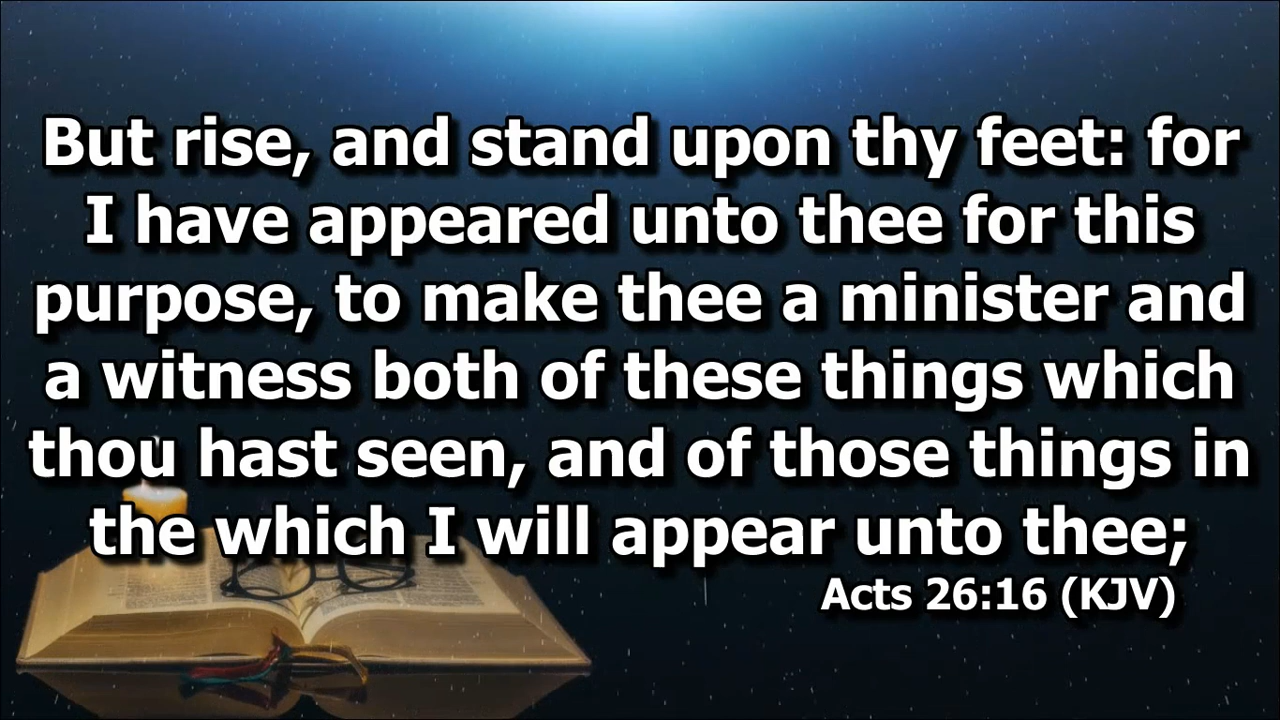 But rise, and stand upon thy feet: for
I have appeared unto thee for this
purpose, to make thee a minister and
a witness both of these things which
thou hast seen, and of those things in
the which I will appear unto thee;
Acts 26:16 (KJV)